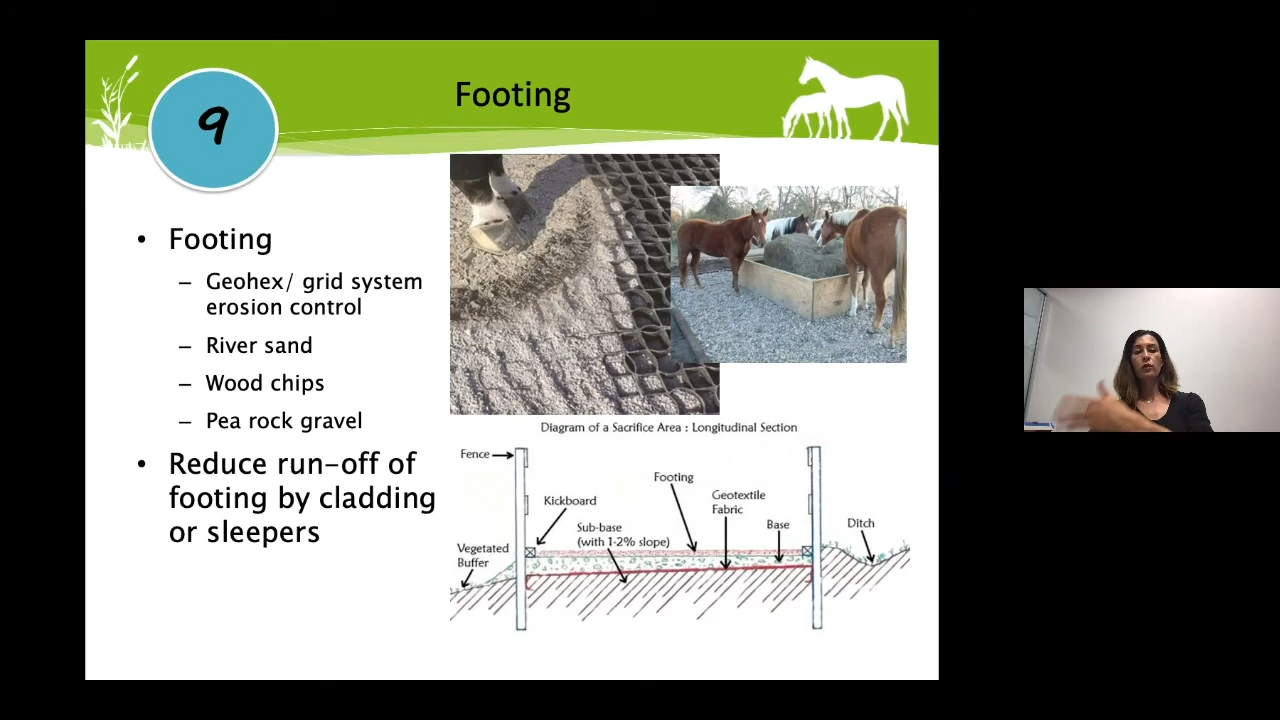 9
Footing
• Footing
– Geohex/ grid system
erosion control
– River sand
– Wood chips
– Pea rock gravel
• Reduce run-off of
footing by cladding
or sleepers
Diagram of a Sacrifice Area : Longitudinal Section
Fence
Footing
Kickboard
Geotextile
Fabric
Sub-base
(with 1-2% slope)
Base
Ditch
Vegetated
Buffer